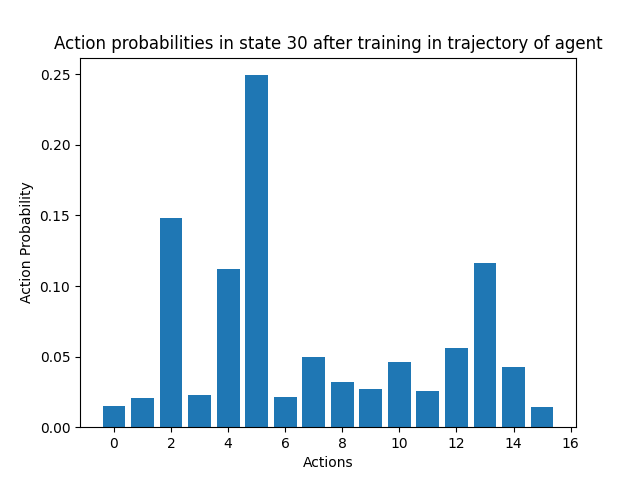 Action probabilities in state 30 after training in trajectory of agent
0.25
0.20
0.15
0.10
0.05
0.00
Action Probability
0 2 4 6 8 10 12 14 16
Actions